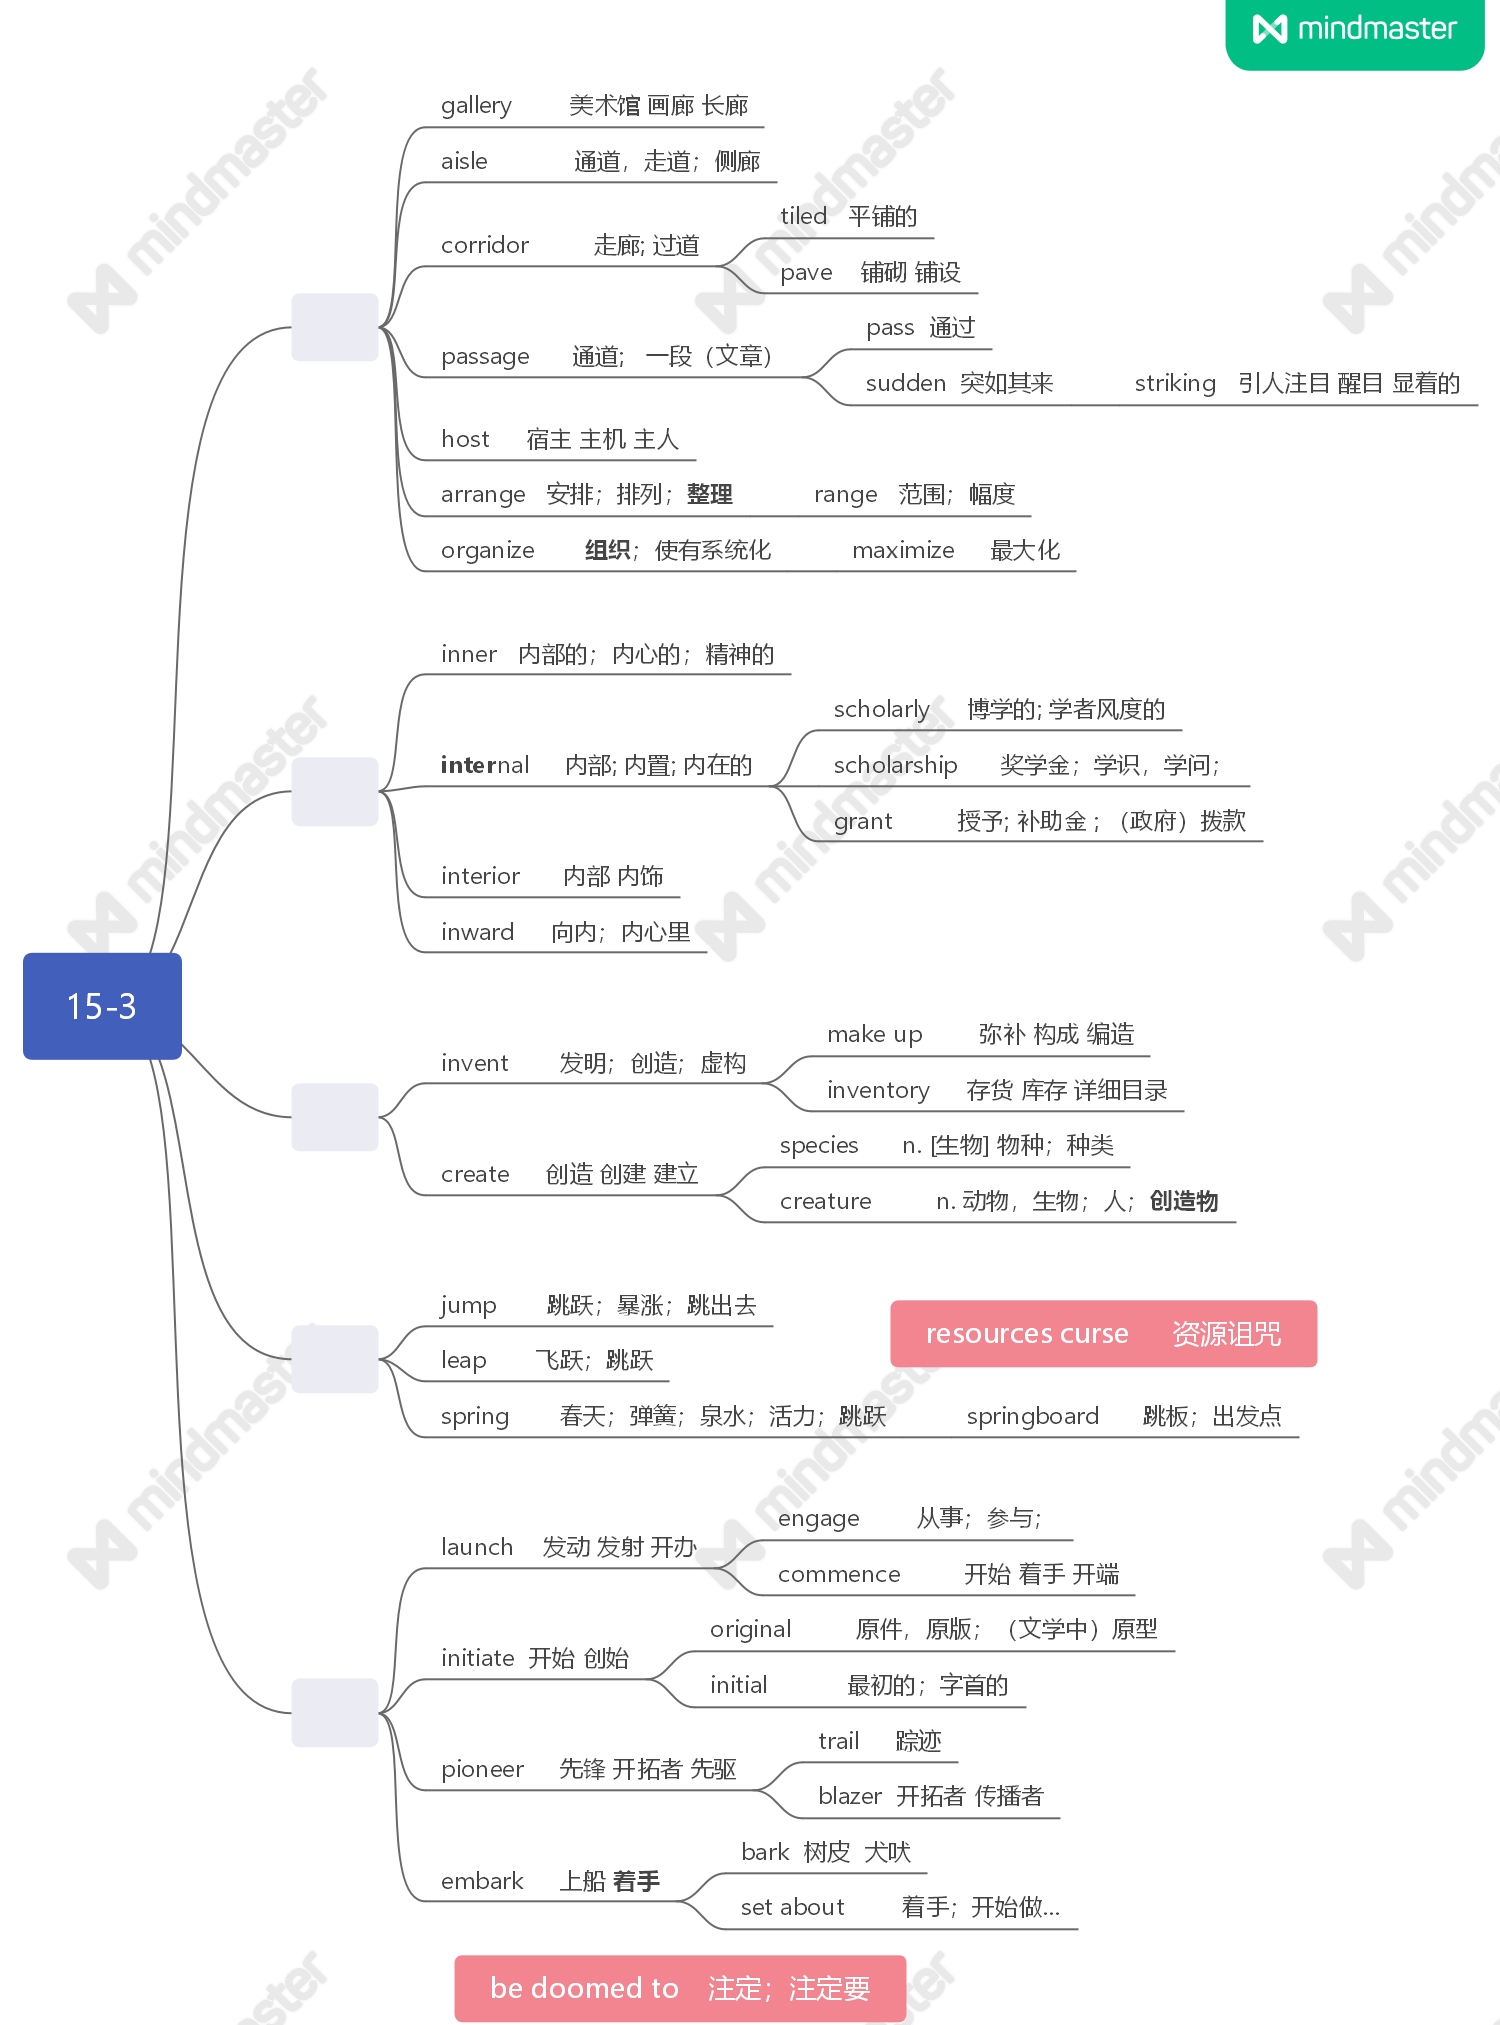 mindmaster
gallery 美术馆 画廊 长廊
aisle 通道，走道；侧廊
tiled 平铺的
corridor 走廊; 过道
pave 铺砌 铺设
pass 通过
passage 通道； 一段（文章）
sudden 突如其来 striking 引人注目 醒目 显着的
host 宿主 主机 主人
arrange 安排；排列；整理 range 范围；幅度
organize 组织；使有系统化 maximize 最大化
inner 内部的；内心的；精神的
scholarly 博学的; 学者风度的
internal 内部; 内置; 内在的
scholarship 奖学金；学识，学问；
grant 授予; 补助金；（政府）拨款
interior 内部 内饰
inward 向内；内心里
15-3
make up 弥补 构成 编造
invent 发明；创造；虚构
inventory 存货 库存 详细目录
species n. [生物] 物种；种类
create 创造 创建 建立
creature n. 动物，生物；人；创造物
jump 跳跃；暴涨；跳出去
resources curse 资源诅咒
leap 飞跃；跳跃
spring 春天；弹簧；泉水；活力；跳跃 springboard 跳板；出发点
engage 从事；参与；
launch 发动 发射 开办
commence 开始 着手 开端
original 原件，原版；（文学中）原型
initiate 开始 创始
initial 最初的；字首的
trail 踪迹
pioneer 先锋 开拓者 先驱
blazer 开拓者 传播者
bark 树皮 犬吠
embark 上船 着手
set about 着手；开始做...
be doomed to 注定；注定要